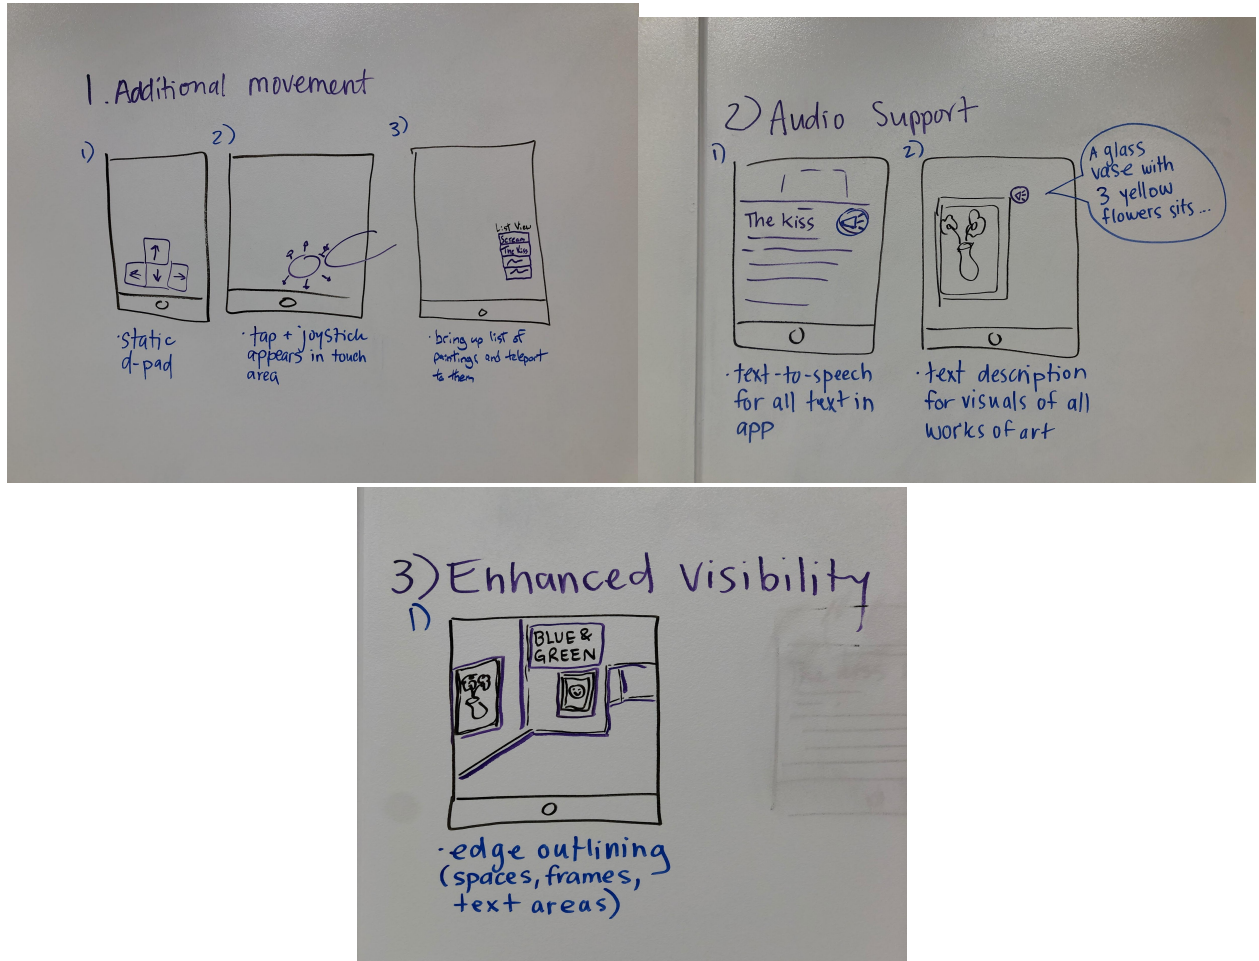 1. Additional movement
1)
2)
3)
List View
Scream
The Kiss
· static
d-pad
· tap + joystick
appears in touch
area
· bring up list of
paintings and teleport
to them
2) Audio Support
1)
2)
The Kiss
A glass
vase with
3 yellow
flowers sits...
· text-to-speech
for all text in
app
· text description
for visuals of all
works of art
3) Enhanced visibility
1)
BLUE &
GREEN
· edge outlining
(spaces, frames,
text areas)